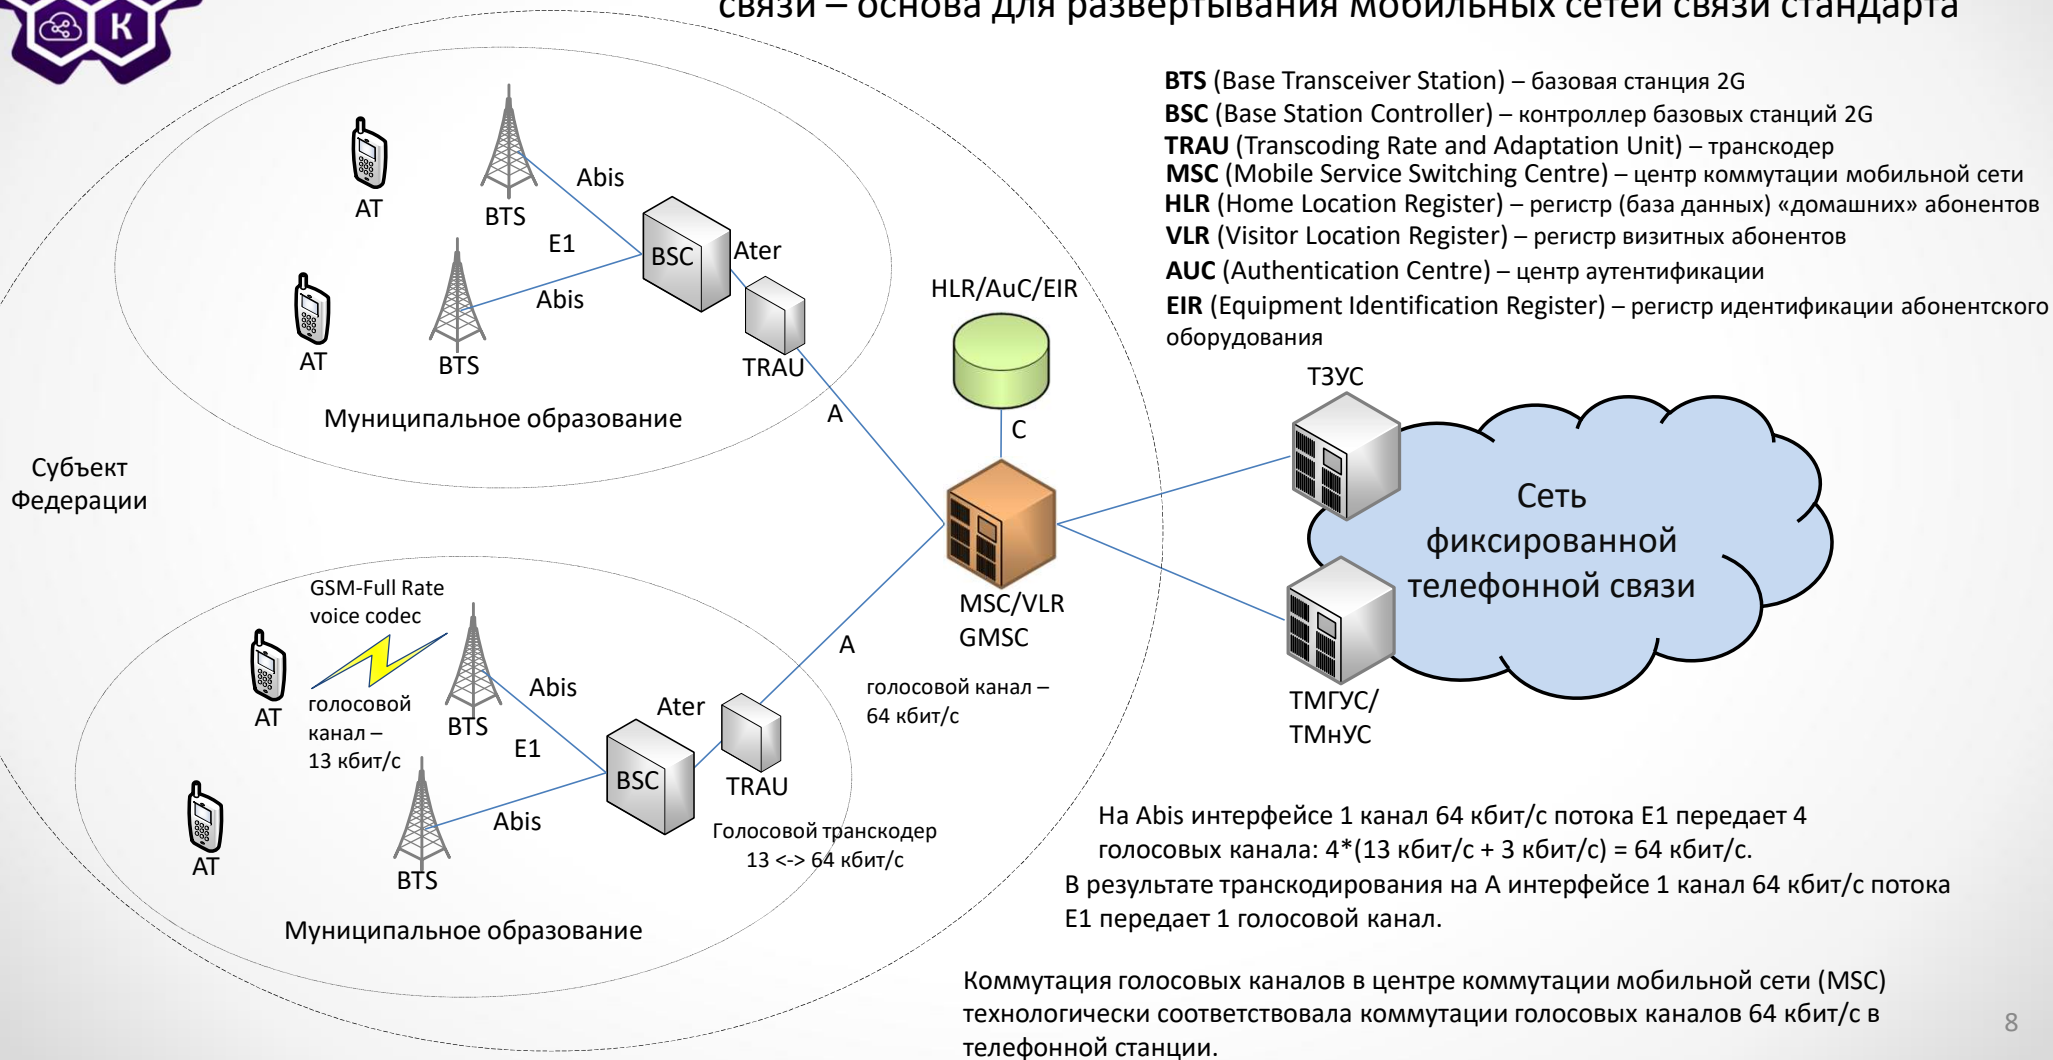 связи – основа для развертывания мобильных сетей связи стандарта
К
BTS (Base Transceiver Station) – базовая станция 2G
BSC (Base Station Controller) – контроллер базовых станций 2G
TRAU (Transcoding Rate and Adaptation Unit) – транскодер
MSC (Mobile Service Switching Centre) – центр коммутации мобильной сети
HLR (Home Location Register) – регистр (база данных) «домашних» абонентов
VLR (Visitor Location Register) – регистр визитных абонентов
AUC (Authentication Centre) – центр аутентификации
EIR (Equipment Identification Register) – регистр идентификации абонентского
оборудования
AT
BTS
Abis
E1
BSC
Ater
Abis
AT
BTS
TRAU
Муниципальное образование
A
HLR/AuC/EIR
C
Субъект
Федерации
MSC/VLR
GMSC
ТЗУС
Сеть
фиксированной
телефонной связи
ТМГУС/
ТМнУС
GSM-Full Rate
voice codec
AT
голосовой
канал –
13 кбит/с
BTS
Abis
E1
BSC
Ater
A
голосовой канал –
64 кбит/с
TRAU
Abis
AT
BTS
Голосовой транскодер
13 <-> 64 кбит/с
Муниципальное образование
На Abis интерфейсе 1 канал 64 кбит/с потока E1 передает 4
голосовых канала: 4*(13 кбит/с + 3 кбит/с) = 64 кбит/с.
В результате транскодирования на А интерфейсе 1 канал 64 кбит/с потока
E1 передает 1 голосовой канал.
Коммутация голосовых каналов в центре коммутации мобильной сети (MSC)
технологически соответствовала коммутации голосовых каналов 64 кбит/с в
телефонной станции.
8